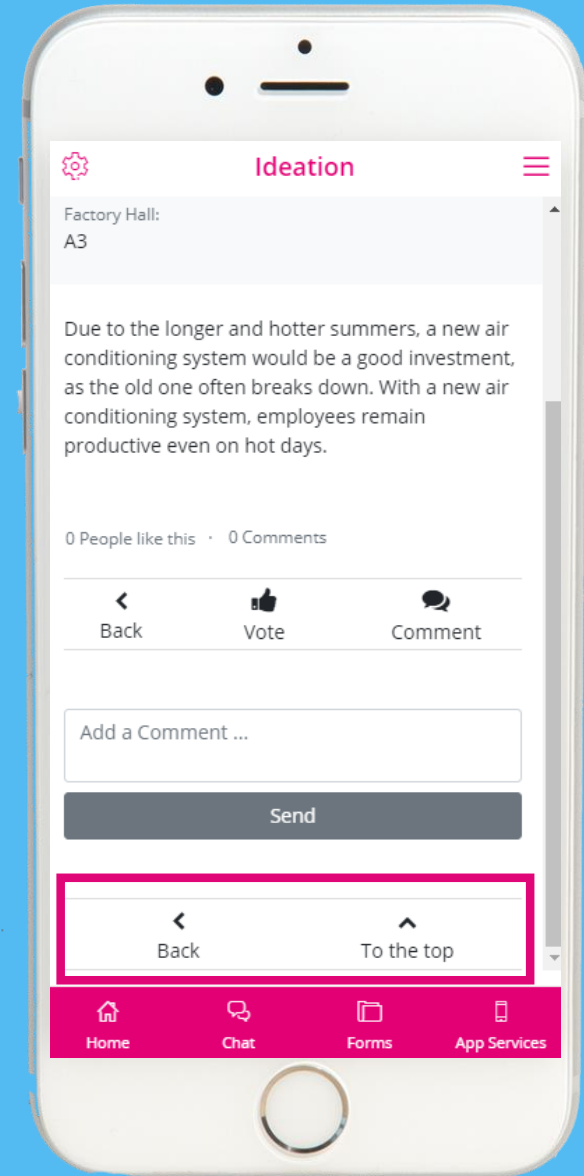 Ideation
Factory Hall:
A3
Due to the longer and hotter summers, a new air
conditioning system would be a good investment,
as the old one often breaks down. With a new air
conditioning system, employees remain
productive even on hot days.
0 People like this · 0 Comments
Back Vote Comment
Add a Comment ...
Send
Back To the top
Home Chat Forms App Services